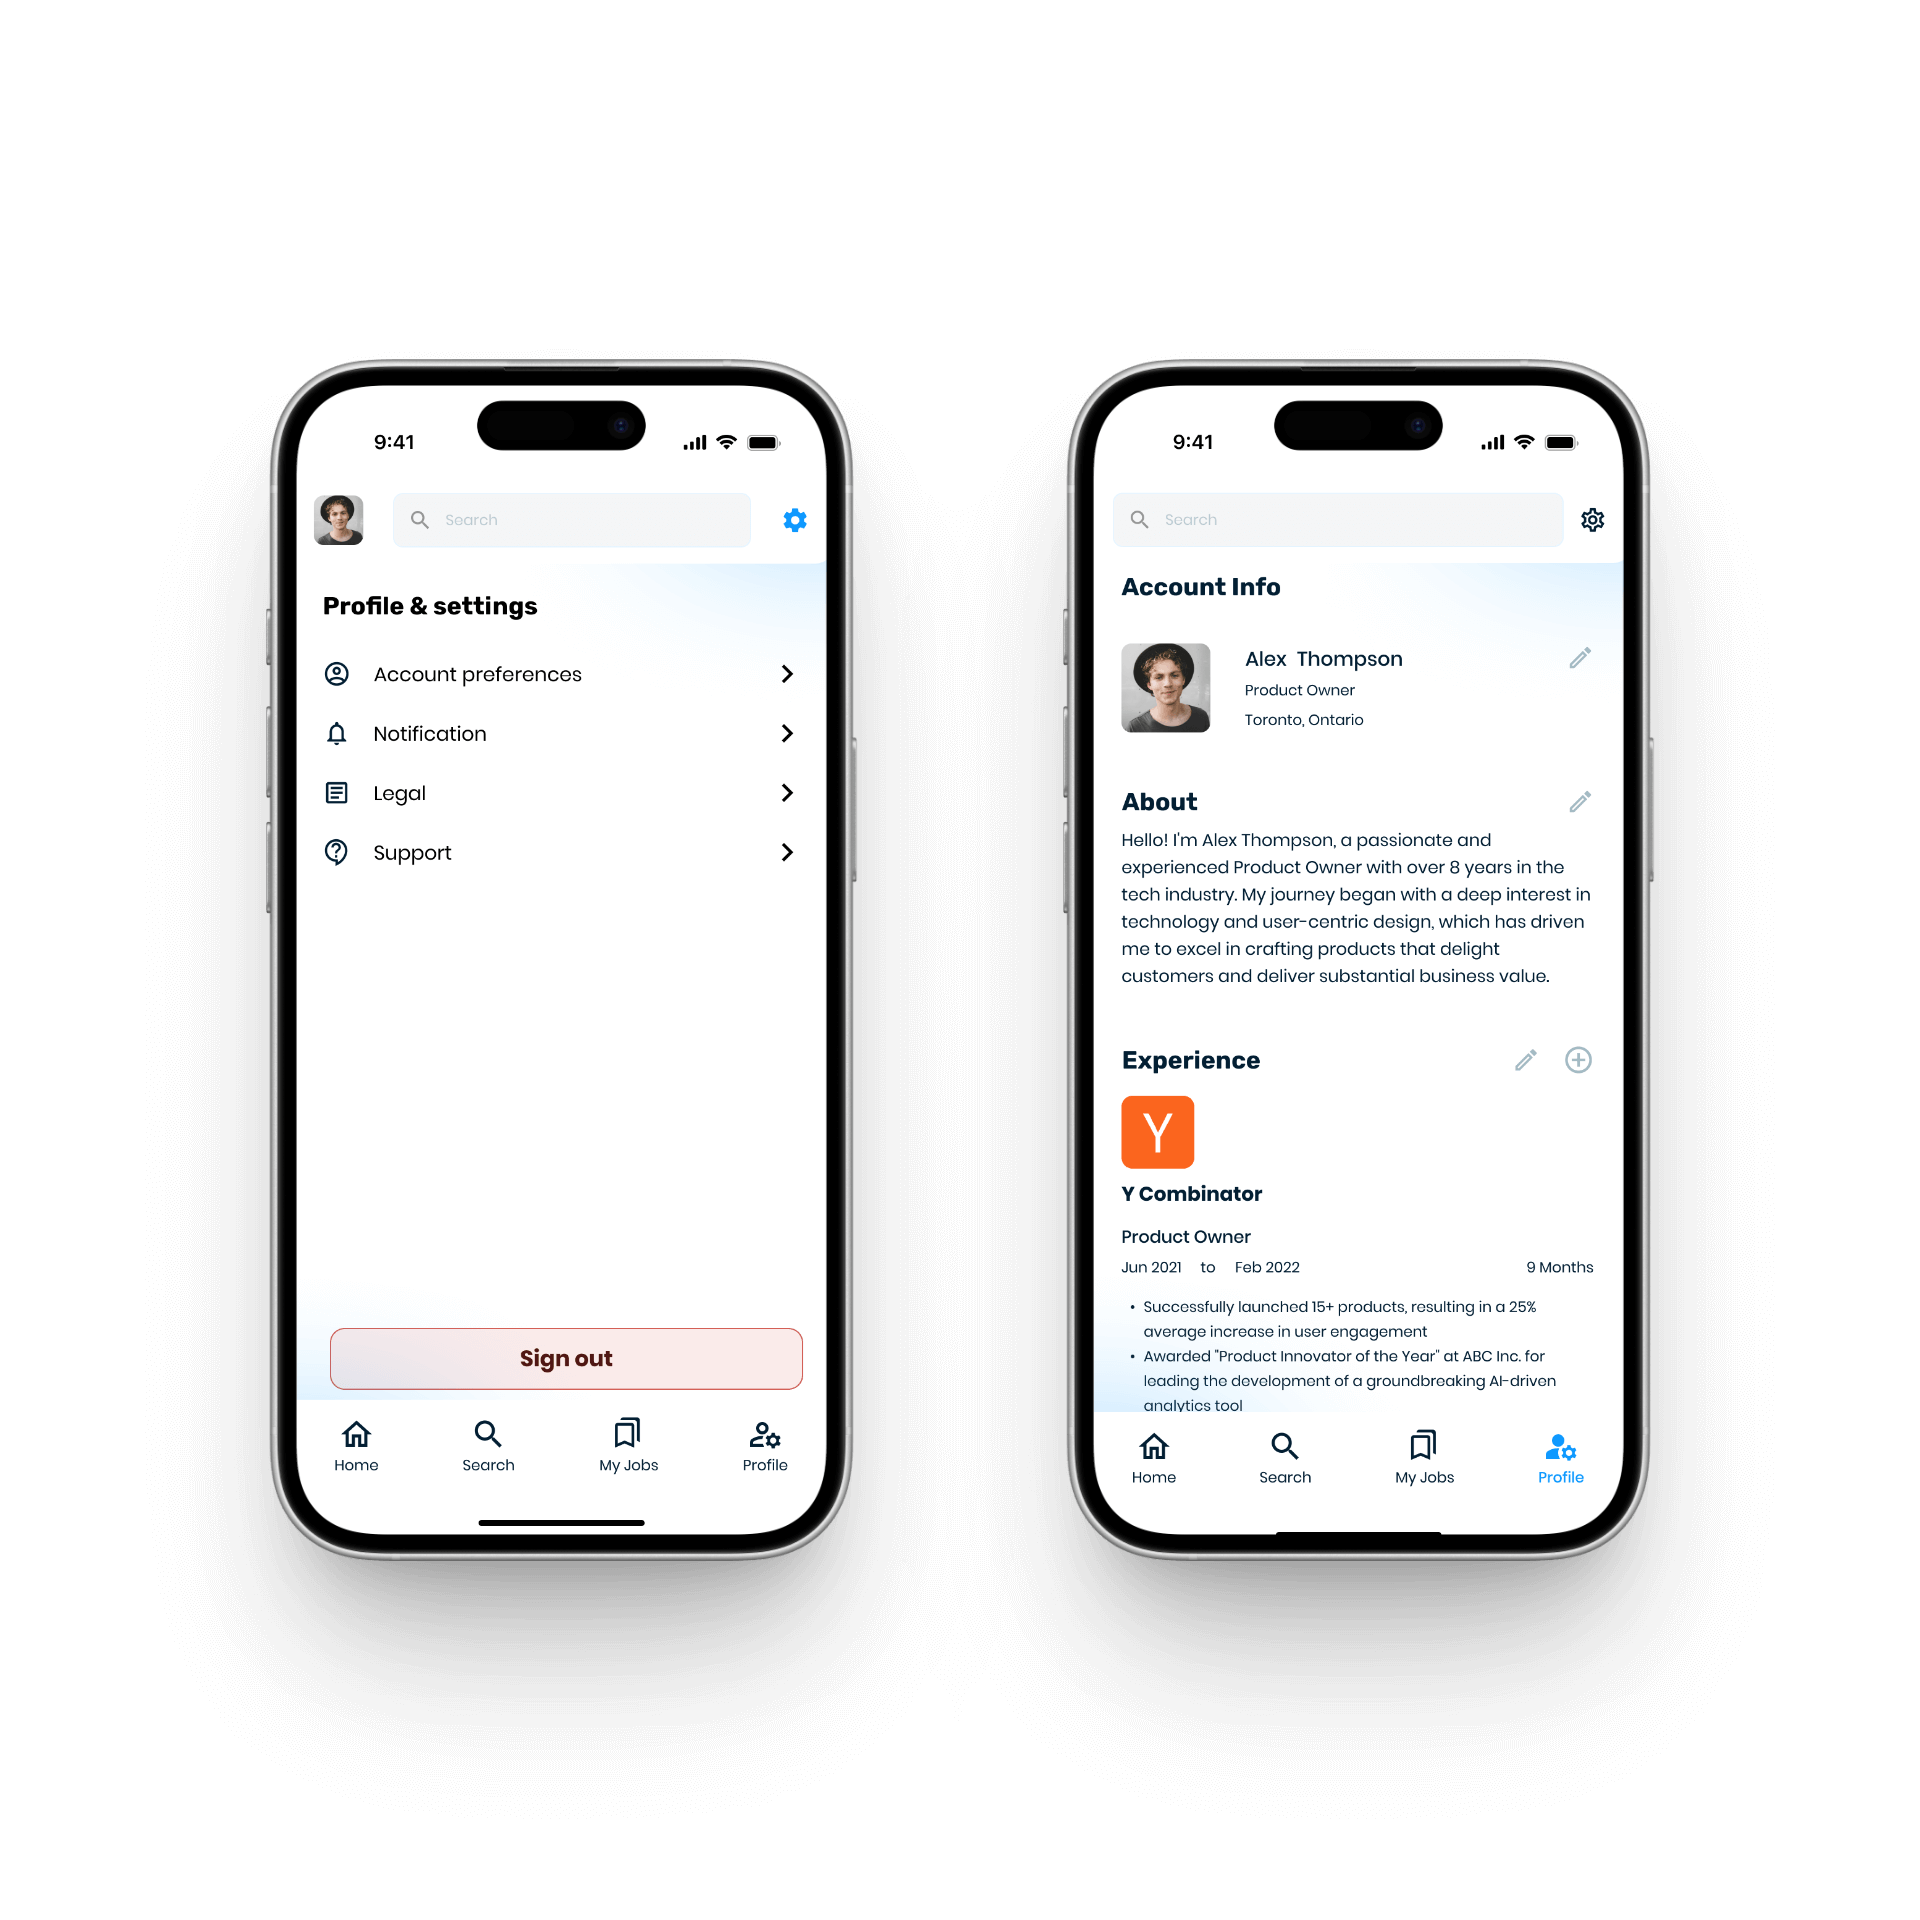 9:41
Search
Profile & settings
Account preferences
Notification
Legal
Support
Sign out
Home Search My Jobs Profile
9:41
Search
Account Info
Alex Thompson
Product Owner
Toronto, Ontario
About
Hello! I'm Alex Thompson, a passionate and
experienced Product Owner with over 8 years in the
tech industry. My journey began with a deep interest in
technology and user-centric design, which has driven
me to excel in crafting products that delight
customers and deliver substantial business value.
Experience
Y
Y Combinator
Product Owner
Jun 2021 to Feb 2022 9 Months
• Successfully launched 15+ products, resulting in a 25%
average increase in user engagement
• Awarded "Product Innovator of the Year" at ABC Inc. for
leading the development of a groundbreaking AI-driven
analytics tool
Home Search My Jobs Profile